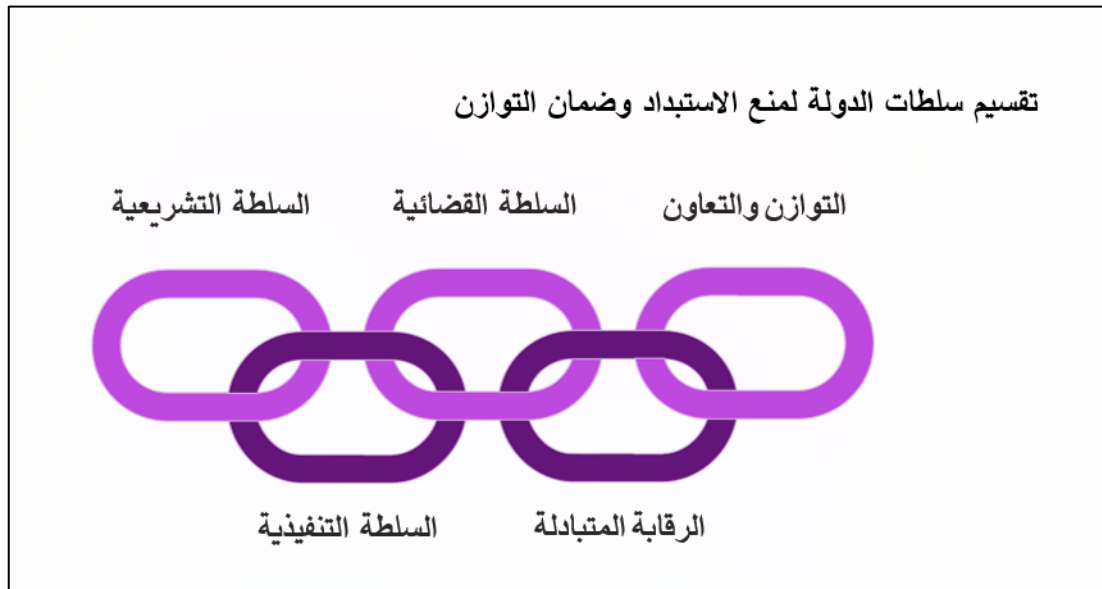 تقسيم سلطات الدولة لمنع الاستبداد وضمان التوازن
التوازن والتعاون
السلطة القضائية
السلطة التشريعية
الرقابة المتبادلة
السلطة التنفيذية